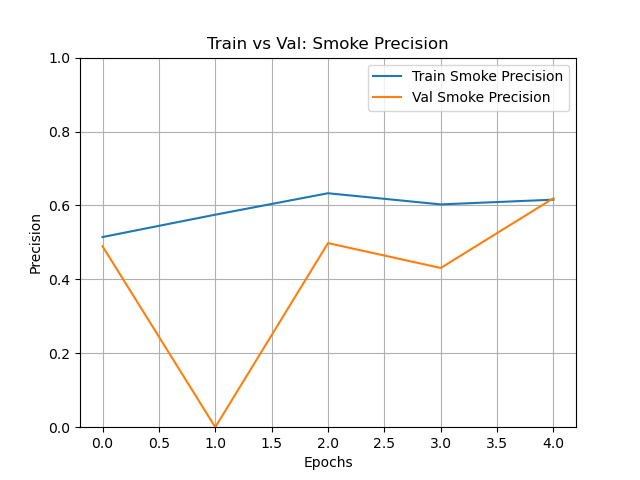 Train vs Val: Smoke Precision
1.0
0.8
0.6
0.4
0.2
0.0
Precision
Train Smoke Precision
Val Smoke Precision
0.0 0.5 1.0 1.5 2.0 2.5 3.0 3.5 4.0
Epochs